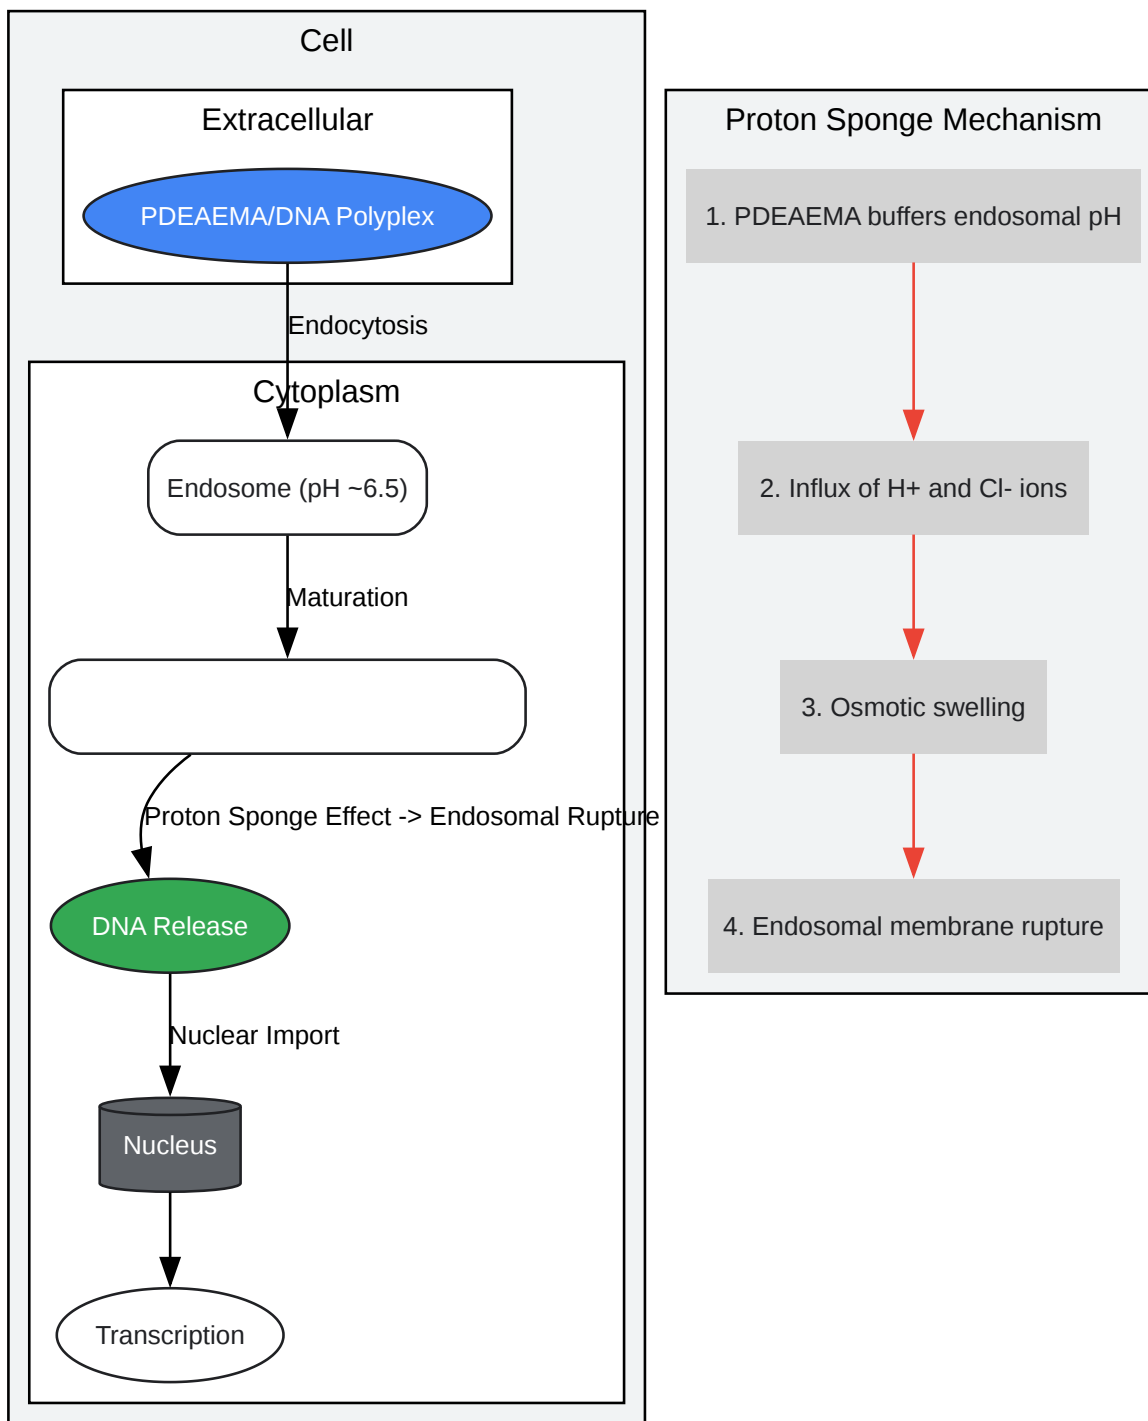 Cell
Extracellular
PDEAEMA/DNA Polyplex
Endocytosis
Cytoplasm
Endosome (pH ~6.5)
Maturation
Proton Sponge Effect -> Endosomal Rupture
DNA Release
Nuclear Import
Nucleus
Transcription
Proton Sponge Mechanism
1. PDEAEMA buffers endosomal pH
2. Influx of H+ and Cl- ions
3. Osmotic swelling
4. Endosomal membrane rupture